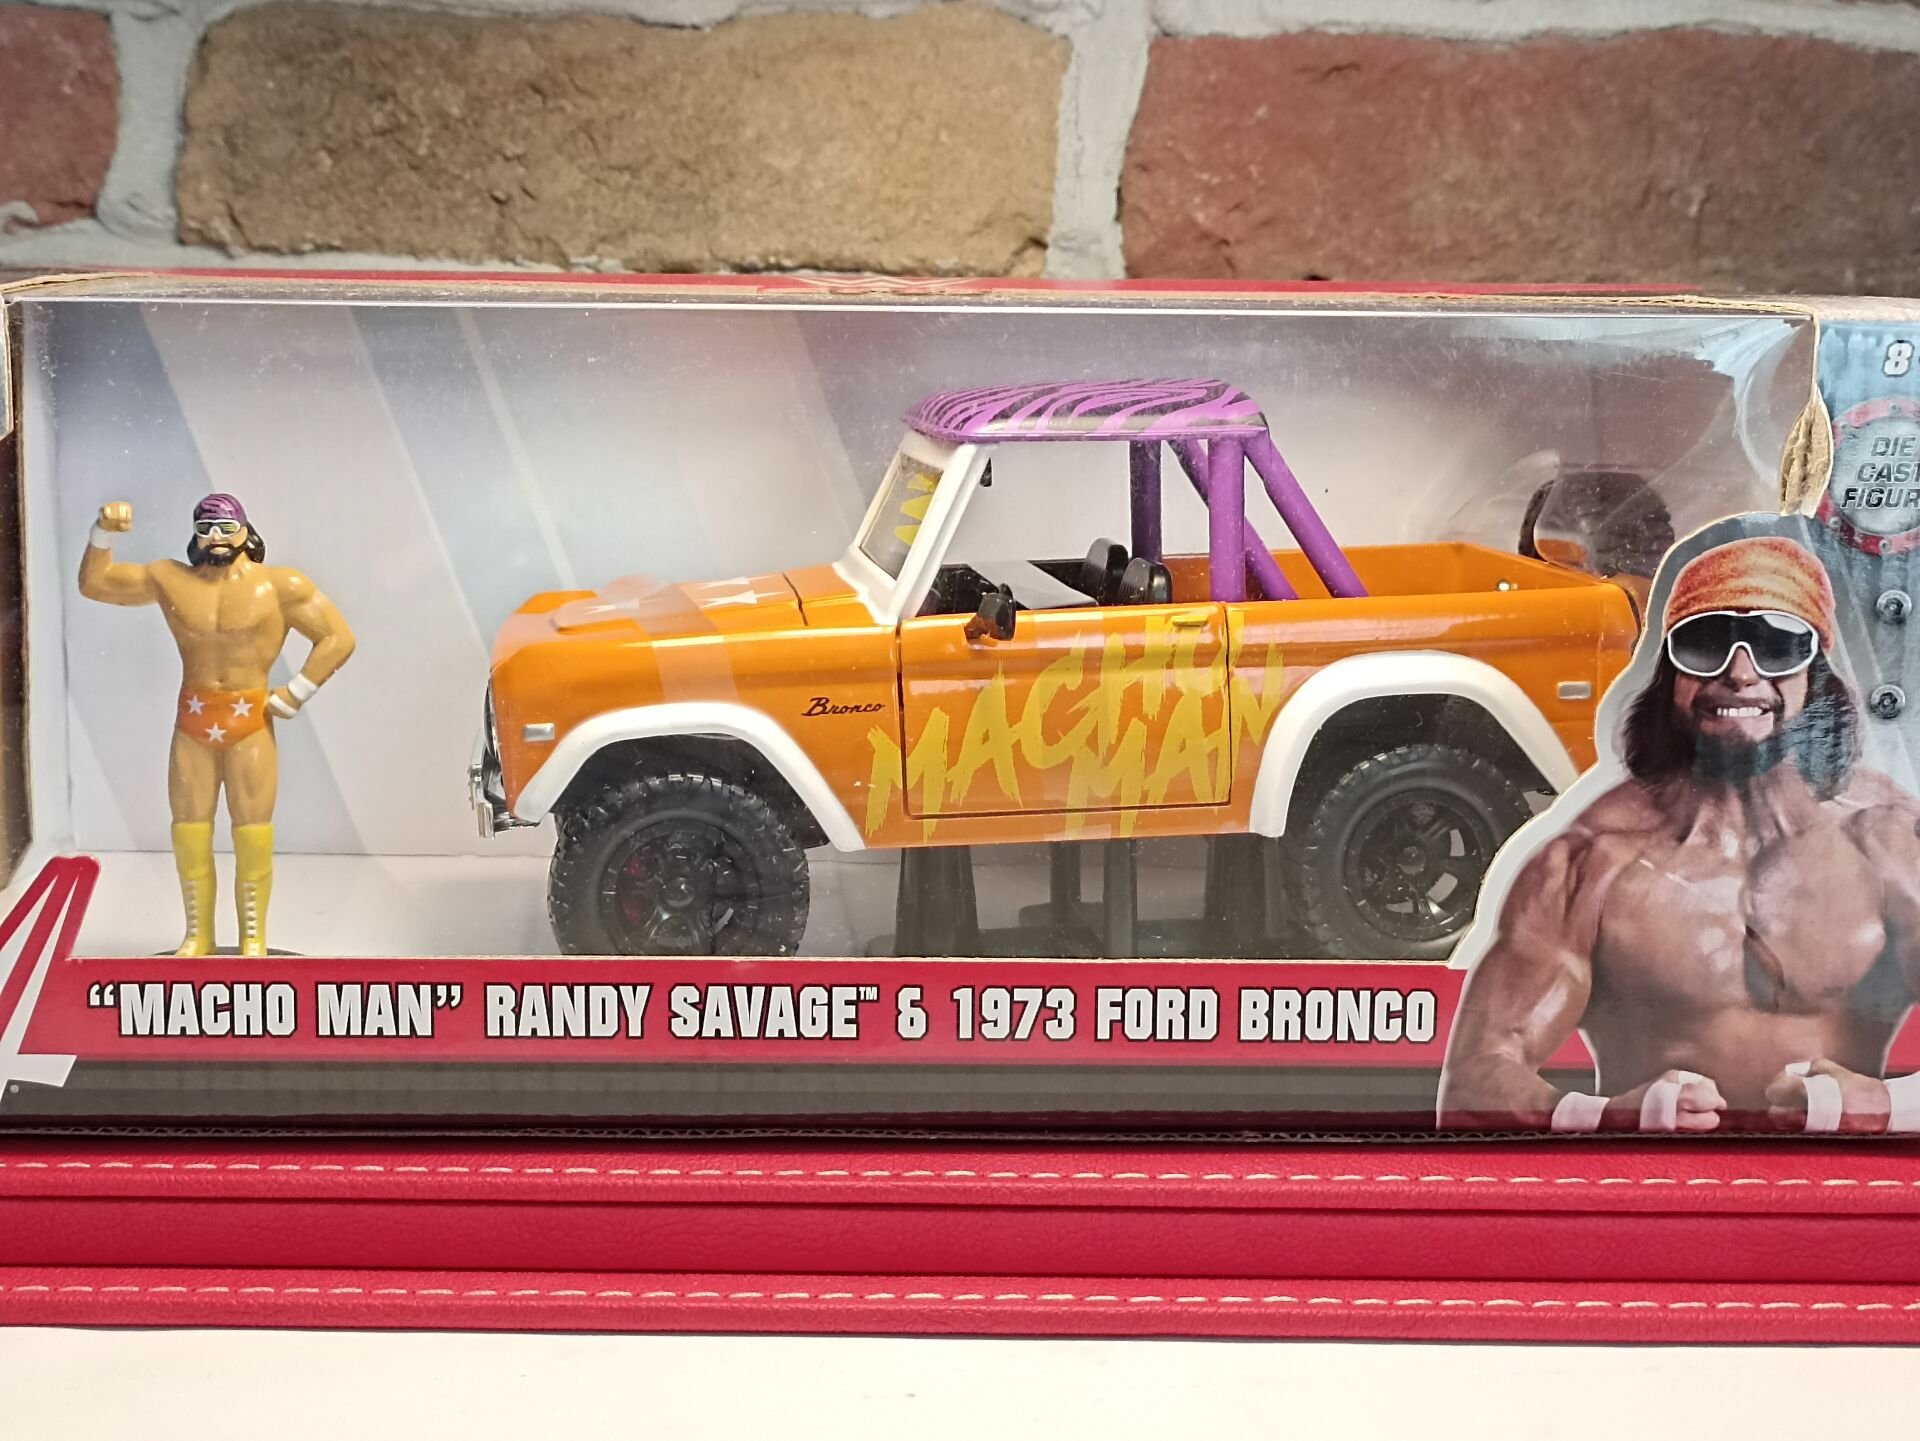 8
DIE
CAST
FIGUR
Bronco
MACHO
MAN
"MACHO MAN" RANDY SAVAGE™ & 1973 FORD BRONCO